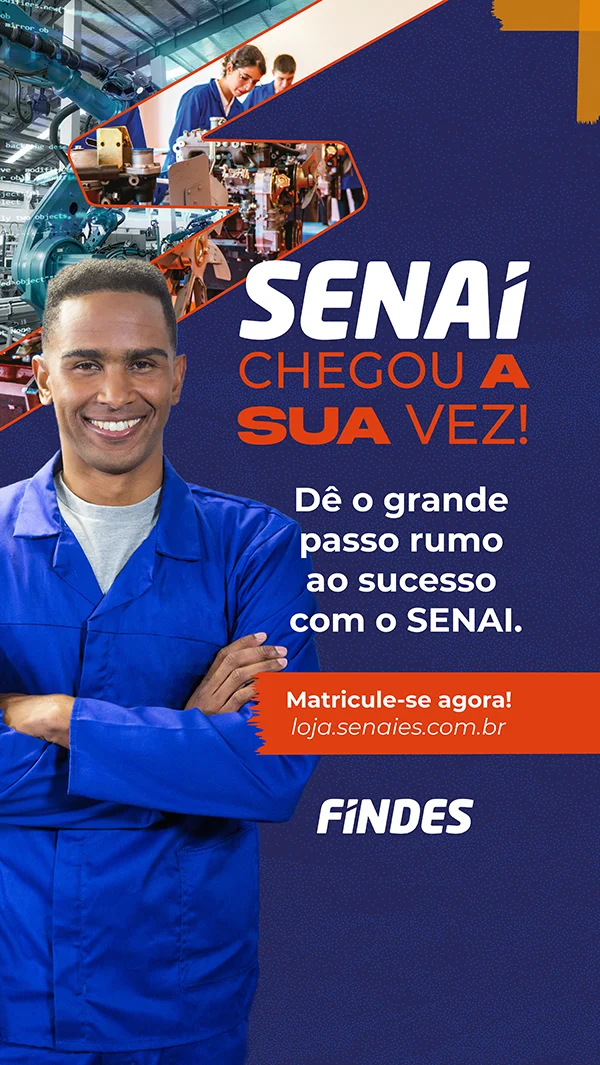 SENAI
CHEGOU A
SUA VEZ!
Dê o grande
passo rumo
ao sucesso
com o SENAI.
Matricule-se agora!
loja.senaies.com.br
FINDES